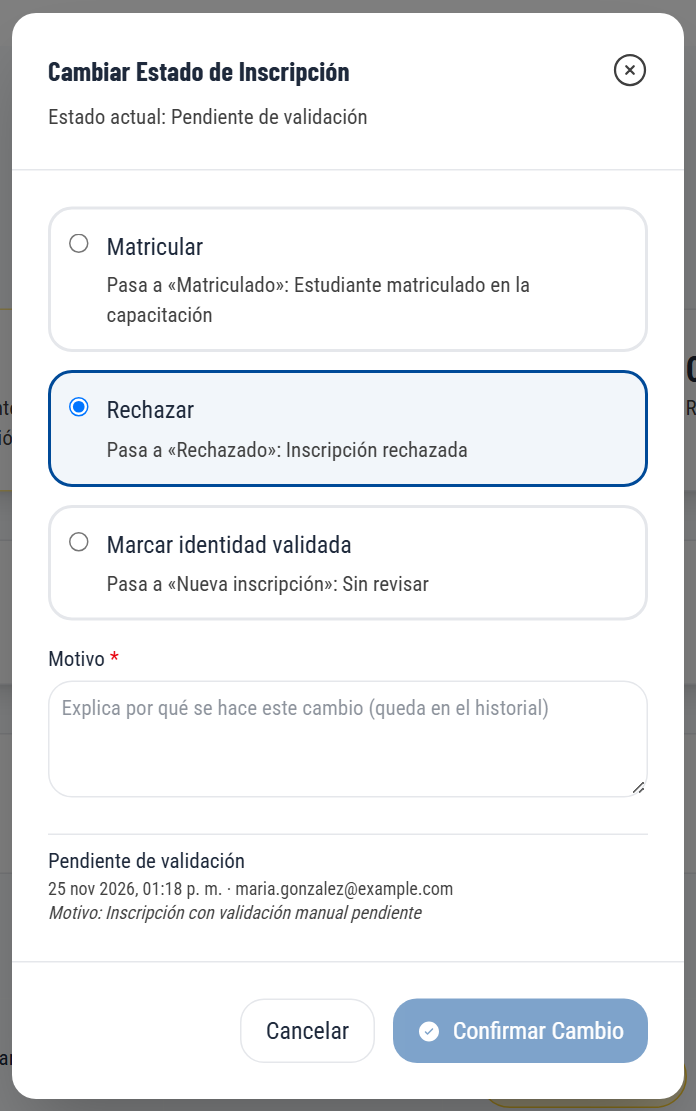 Cambiar Estado de Inscripción
Estado actual: Pendiente de validación
Matricular
Pasa a «Matriculado»: Estudiante matriculado en la
capacitación
Rechazar
Pasa a «Rechazado»: Inscripción rechazada
Marcar identidad validada
Pasa a «Nueva inscripción»: Sin revisar
Motivo *
Explica por qué se hace este cambio (queda en el historial)
Pendiente de validación
25 nov 2026, 01:18 p. m. · maria.gonzalez@example.com
Motivo: Inscripción con validación manual pendiente
Cancelar
Confirmar Cambio